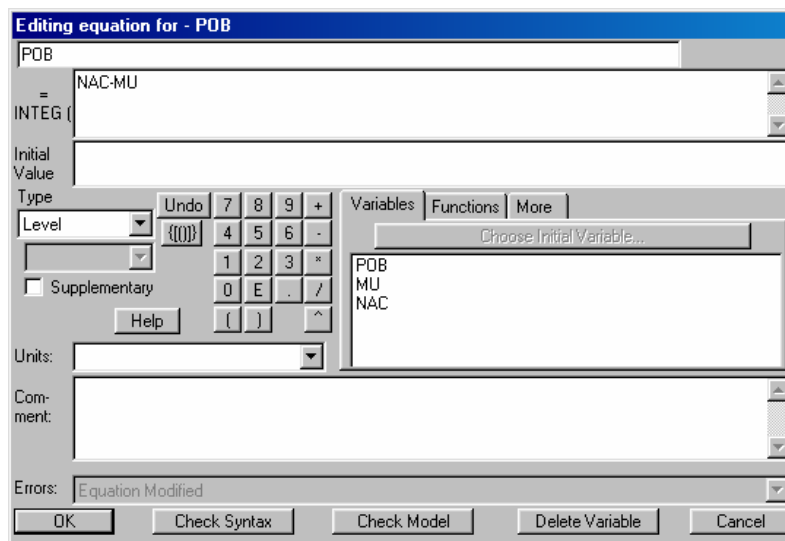 Editing equation for - POB
POB
=
INTEG (
NAC-MU
Initial
Value
Type
Level
Supplementary
Help
Undo 7 8 9 +
{[()]} 4 5 6 -
1 2 3 *
0 E . /
( ) ^
Variables Functions More
Choose Initial Variable...
POB
MU
NAC
Units:
Com-
ment:
Errors: Equation Modified
OK Check Syntax Check Model Delete Variable Cancel